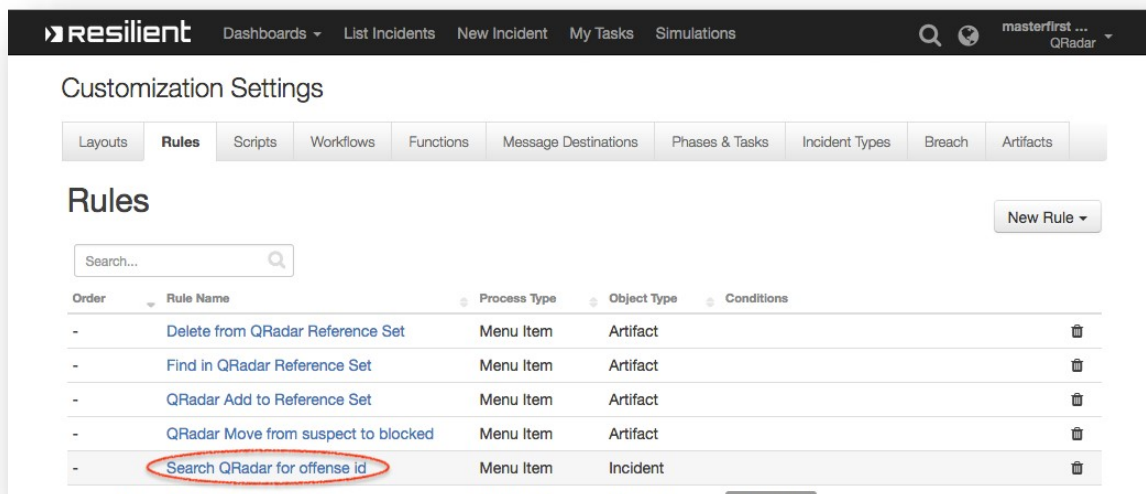 Resilient Dashboards List Incidents New Incident My Tasks Simulations masterfirst ...
QRadar
Customization Settings
Layouts Rules Scripts Workflows Functions Message Destinations Phases & Tasks Incident Types Breach Artifacts
Rules
New Rule
Search...
Order Rule Name Process Type Object Type Conditions
- Delete from QRadar Reference Set Menu Item Artifact
- Find in QRadar Reference Set Menu Item Artifact
- QRadar Add to Reference Set Menu Item Artifact
- QRadar Move from suspect to blocked Menu Item Artifact
- Search QRadar for offense id Menu Item Incident